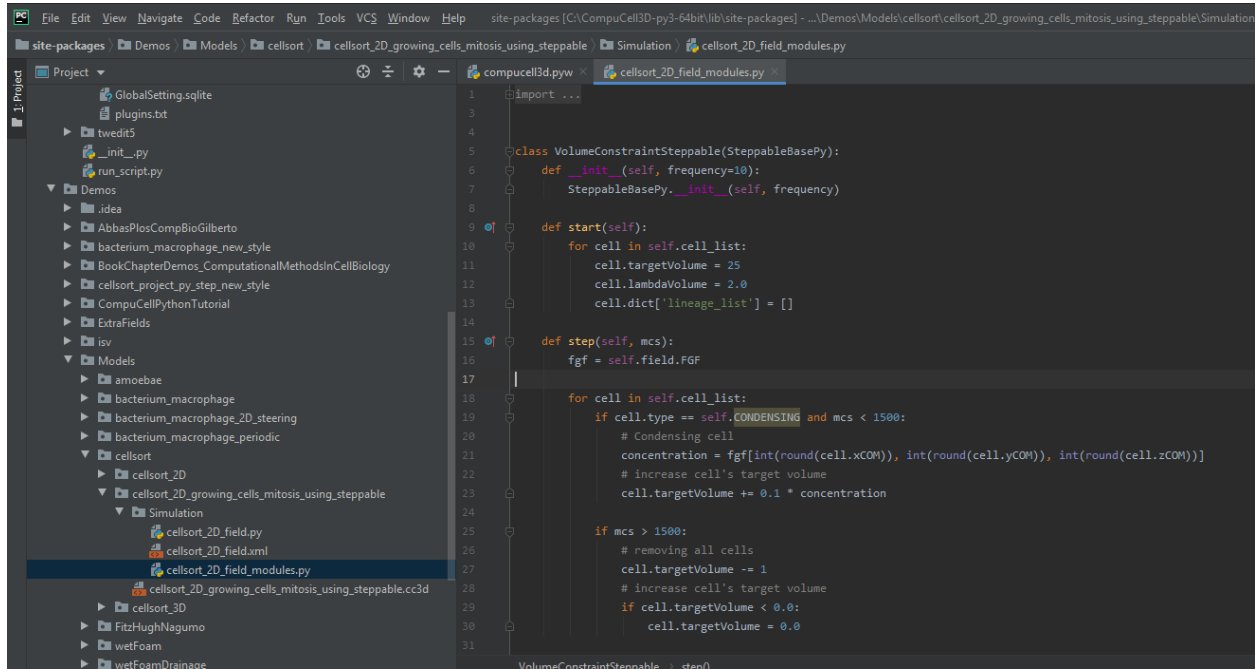 PC File Edit View Navigate Code Refactor Run Tools VCS Window Help site-packages [C:\CompuCell3D-py3-64bit\lib\site-packages] - ...\Demos\Models\cellsort\cellsort_2D_growing_cells_mitosis_using_steppable\Simulation
site-packages Demos Models cellsort cellsort_2D_growing_cells_mitosis_using_steppable Simulation cellsort_2D_field_modules.py
1: Project
Project
GlobalSetting.sqlite
plugins.txt
twedit5
__init__.py
run_script.py
Demos
.idea
AbbasPlosCompBioGilberto
bacterium_macrophage_new_style
BookChapterDemos_ComputationalMethodsInCellBiology
cellsort_project_py_step_new_style
CompuCellPythonTutorial
ExtraFields
isv
Models
amoebae
bacterium_macrophage
bacterium_macrophage_2D_steering
bacterium_macrophage_periodic
cellsort
cellsort_2D
cellsort_2D_growing_cells_mitosis_using_steppable
Simulation
cellsort_2D_field.py
cellsort_2D_field.xml
cellsort_2D_field_modules.py
cellsort_2D_growing_cells_mitosis_using_steppable.cc3d
cellsort_3D
FitzHughNagumo
wetFoam
wetFoamDrainage
compucell3d.pyw cellsort_2D_field_modules.py
1 import ...
3
4
5 class VolumeConstraintSteppable(SteppableBasePy):
6 def __init__(self, frequency=10):
7 SteppableBasePy.__init__(self, frequency)
8
9 def start(self):
10 for cell in self.cell_list:
11 cell.targetVolume = 25
12 cell.lambdaVolume = 2.0
13 cell.dict['lineage_list'] = []
14
15 def step(self, mcs):
16 fgf = self.field.FGF
17
18 for cell in self.cell_list:
19 if cell.type == self.CONDENSING and mcs < 1500:
20 # Condensing cell
21 concentration = fgf[int(round(cell.xCOM)), int(round(cell.yCOM)), int(round(cell.zCOM))]
22 # increase cell's target volume
23 cell.targetVolume += 0.1 * concentration
24
25 if mcs > 1500:
26 # removing all cells
27 cell.targetVolume -= 1
28 # increase cell's target volume
29 if cell.targetVolume < 0.0:
30 cell.targetVolume = 0.0
31
VolumeConstraintSteppable step()